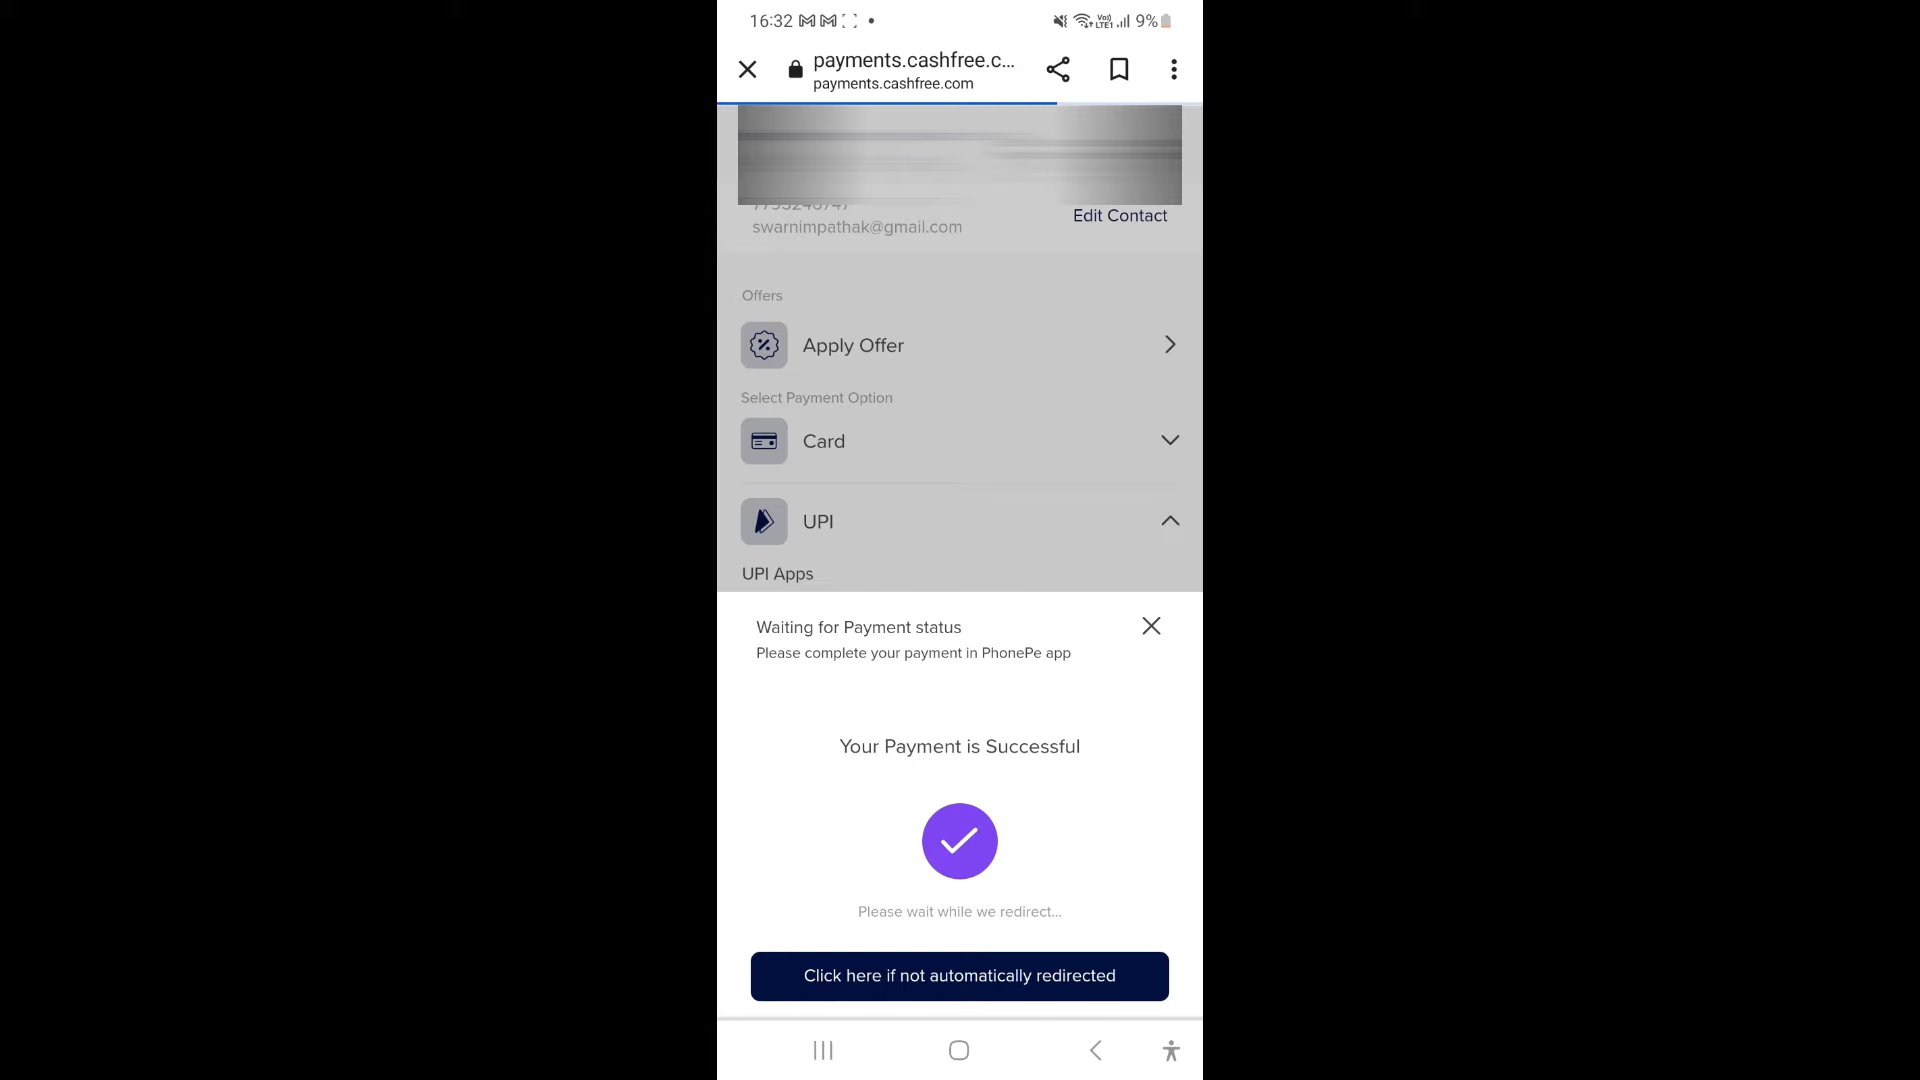 16:32
Vo)) LTE1 9%
payments.cashfree.c...
payments.cashfree.com
swarnimpathak@gmail.com
Edit Contact
Offers
Apply Offer
Select Payment Option
Card
UPI
UPI Apps
Waiting for Payment status
Please complete your payment in PhonePe app
Your Payment is Successful
Please wait while we redirect...
Click here if not automatically redirected